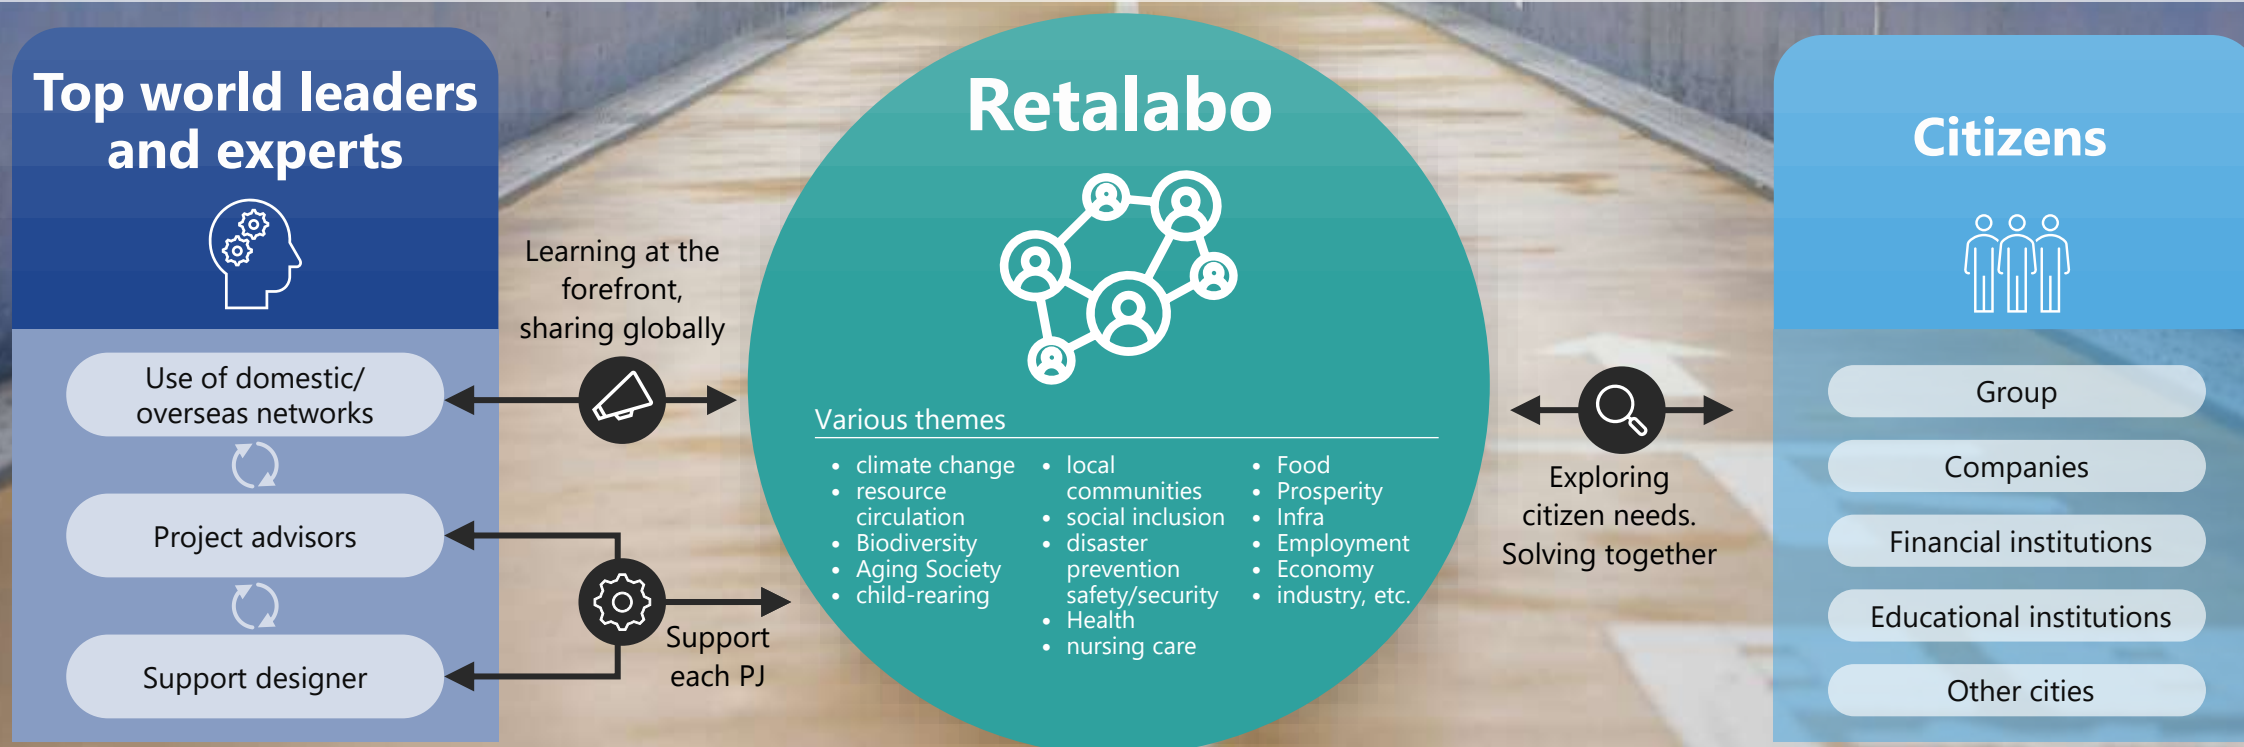 Top world leaders
and experts
Use of domestic/
overseas networks
Project advisors
Support designer
Learning at the
forefront,
sharing globally
Support
each PJ
Retalabo
Various themes
• climate change
• resource
circulation
• Biodiversity
• Aging Society
• child-rearing
• local
communities
• social inclusion
• disaster
prevention
safety/security
• Health
• nursing care
• Food
• Prosperity
• Infra
• Employment
• Economy
• industry, etc.
Exploring
citizen needs.
Solving together
Citizens
Group
Companies
Financial institutions
Educational institutions
Other cities